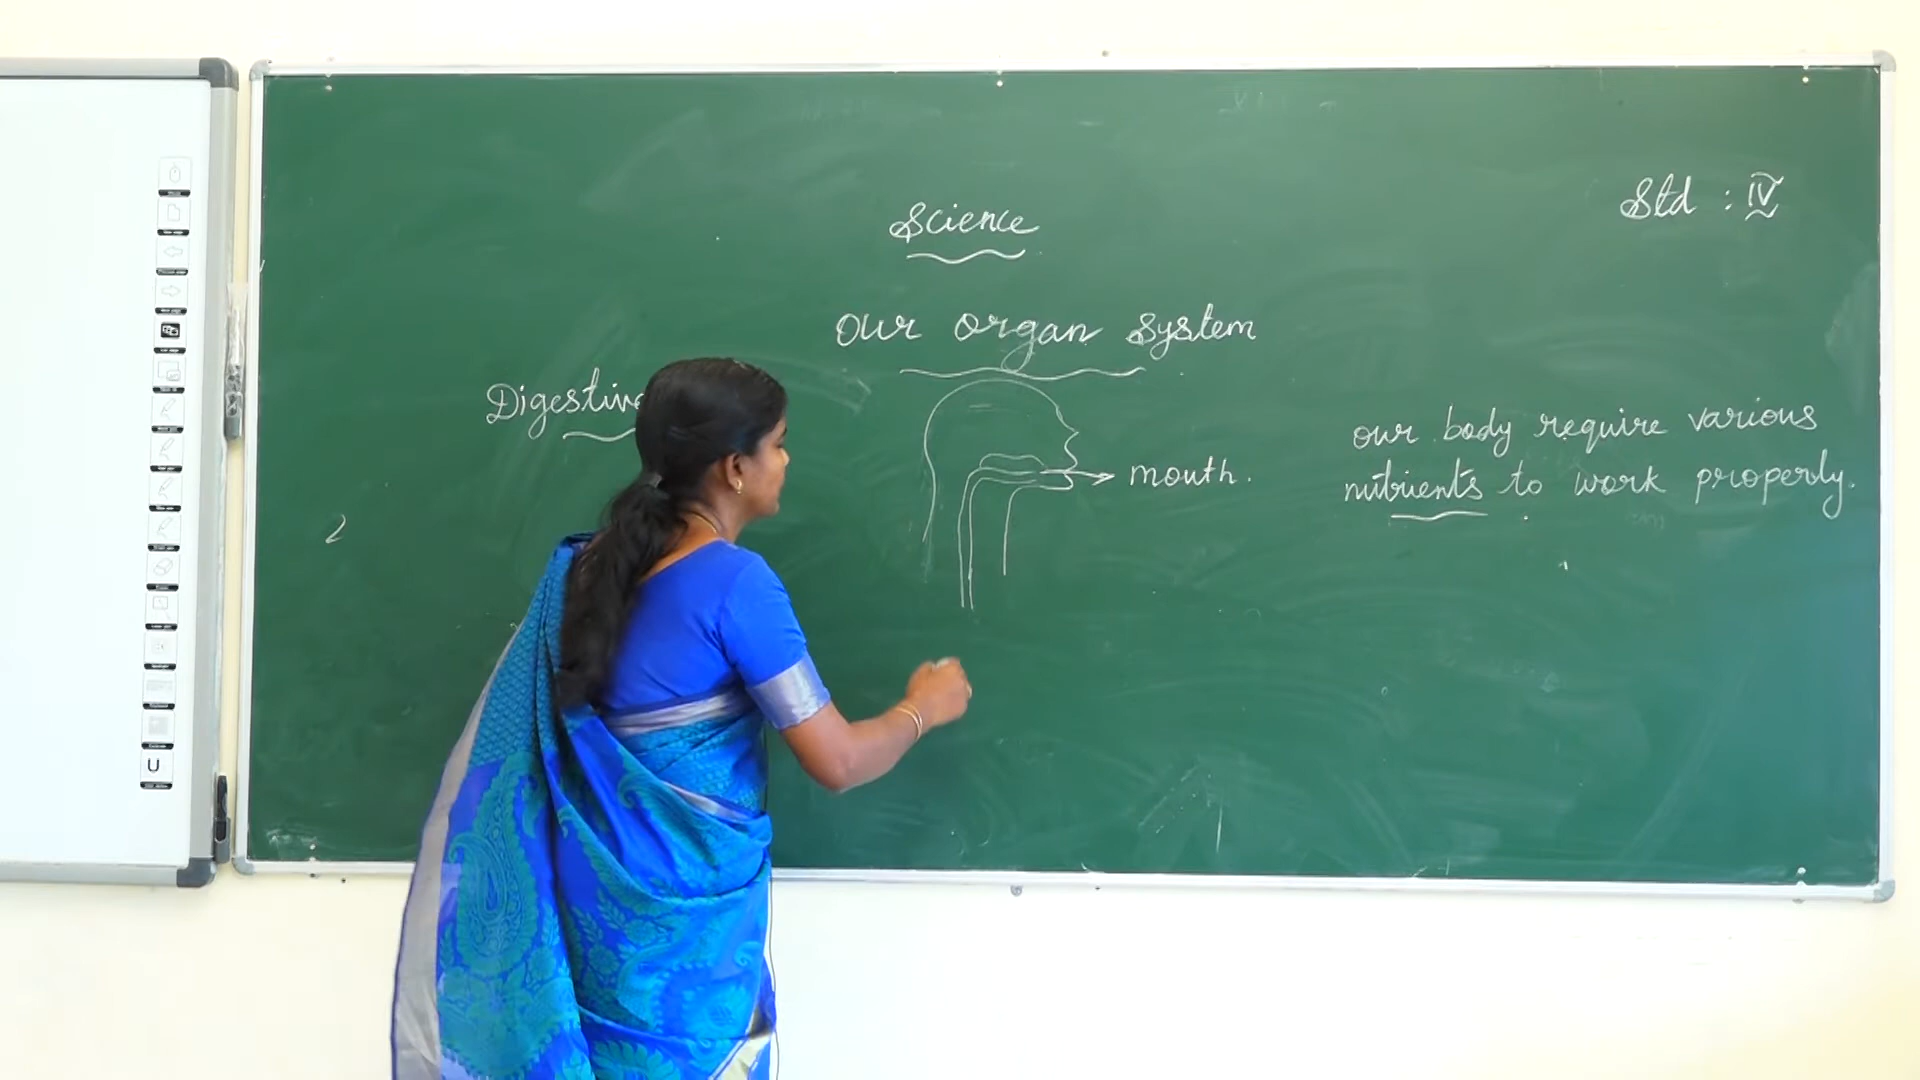 Std : IV
Science
Our organ system
Digestive
mouth.
our body require various
nutrients to work properly.